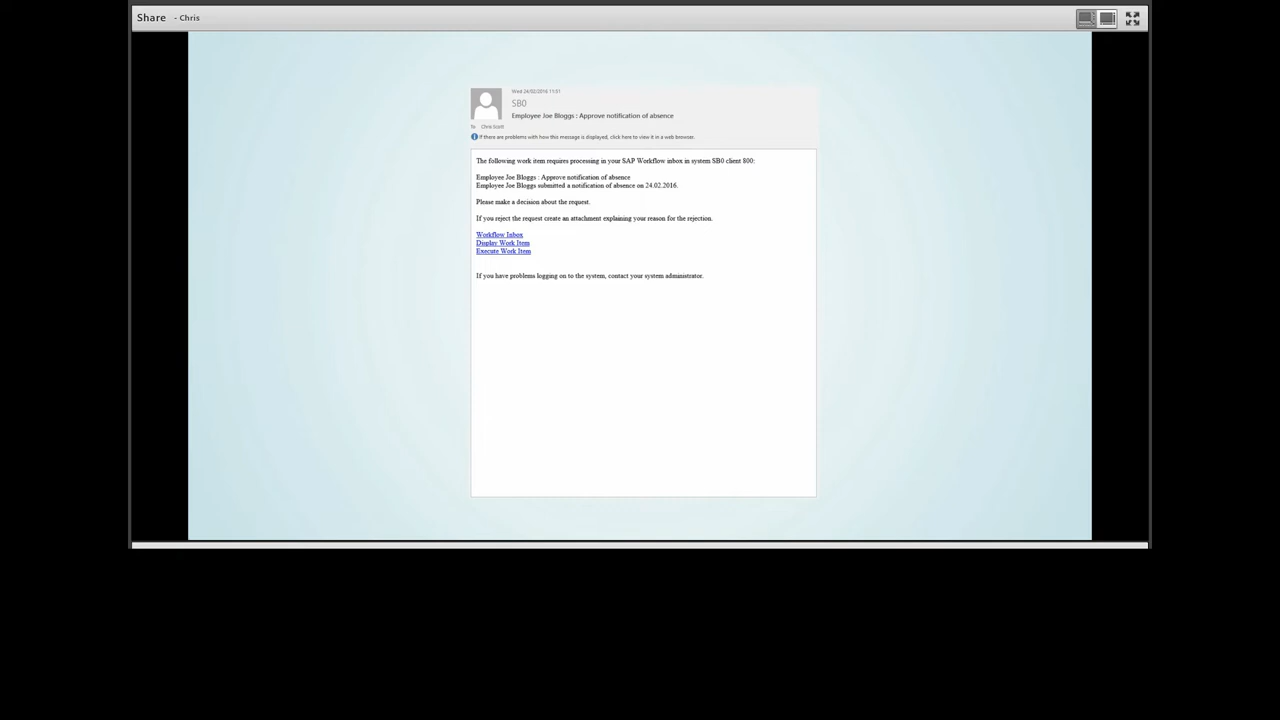 Share - Chris
Wed 24/02/2016 11:51
SB0
Employee Joe Bloggs : Approve notification of absence
To Chris Scott
If there are problems with how this message is displayed, click here to view it in a web browser.
The following work item requires processing in your SAP Workflow inbox in system SB0 client 800:
Employee Joe Bloggs : Approve notification of absence
Employee Joe Bloggs submitted a notification of absence on 24.02.2016.
Please make a decision about the request.
If you reject the request create an attachment explaining your reason for the rejection.
Workflow Inbox
Display Work Item
Execute Work Item
If you have problems logging on to the system, contact your system administrator.